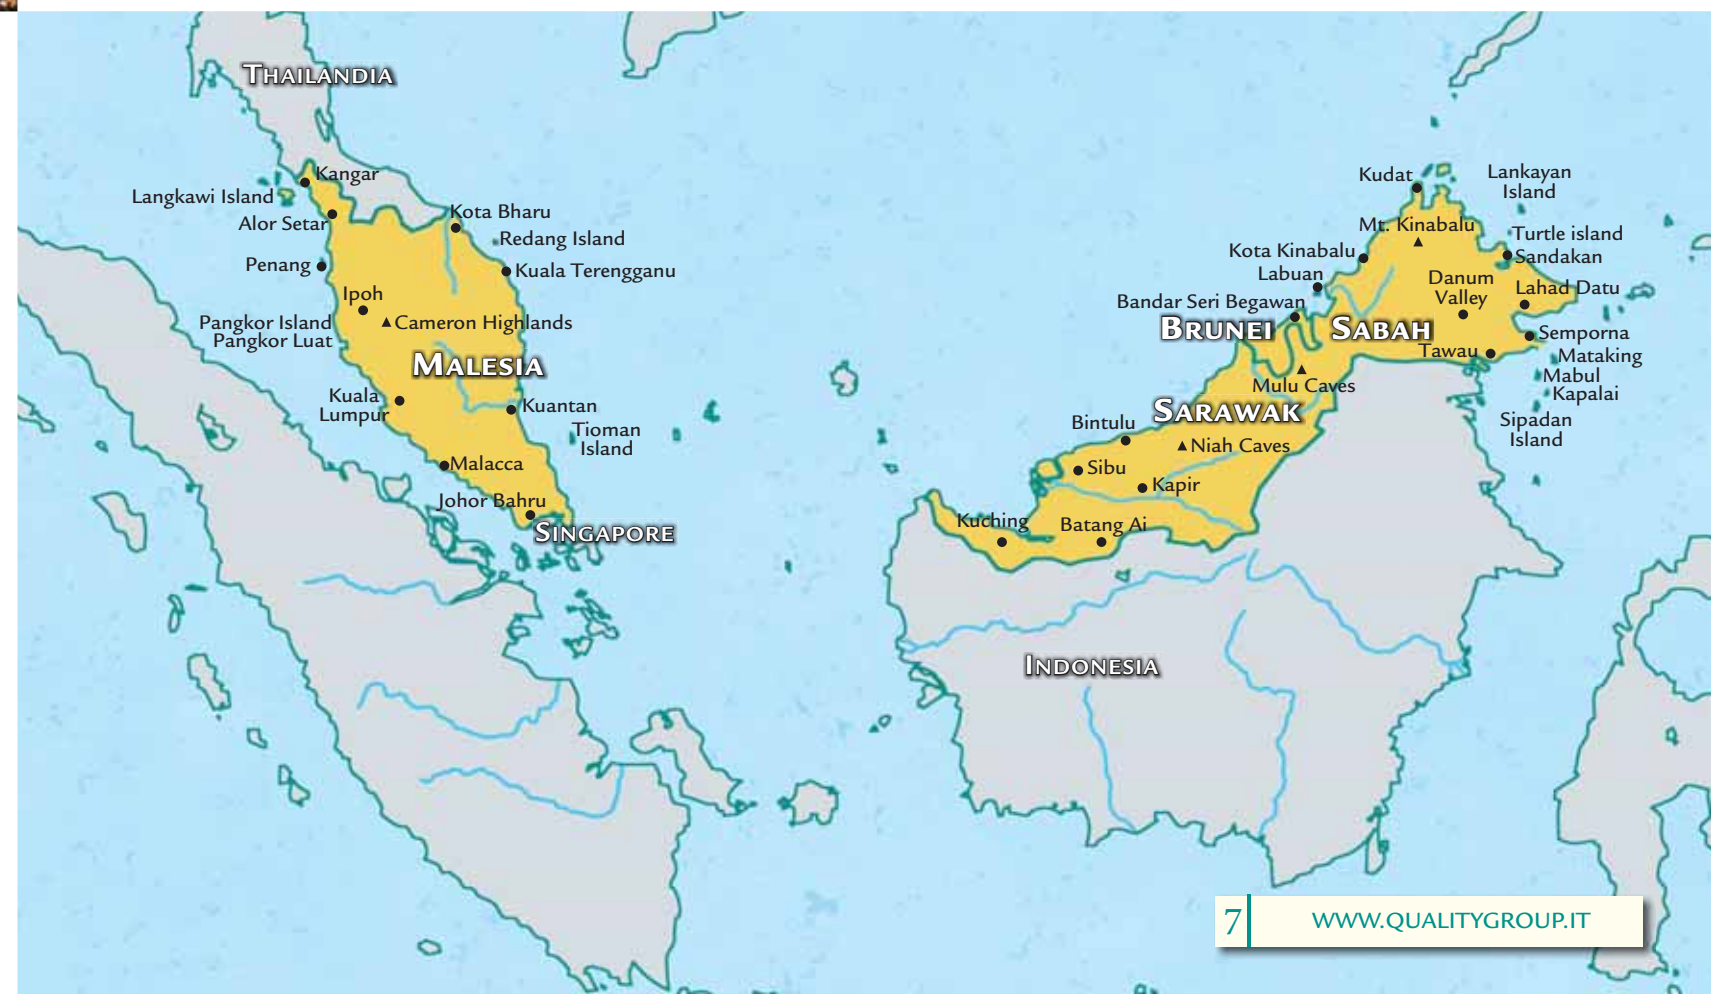 THAILANDIA
Kangar
Langkawi Island
Alor Setar
Kota Bharu
Redang Island
Penang
Kuala Terengganu
Ipoh
Pangkor Island
Pangkor Luat
Cameron Highlands
MALESIA
Kuala
Lumpur
Kuantan
Tioman
Island
Malacca
Johor Bahru
SINGAPORE
Kudat
Lankayan
Island
Mt. Kinabalu
Turtle island
Kota Kinabalu
Sandakan
Labuan
Danum
Valley
Lahad Datu
Bandar Seri Begawan
BRUNEI
SABAH
Semporna
Tawau
Mataking
Mabul
Kapalai
Mulu Caves
SARAWAK
Sipadan
Island
Bintulu
Niah Caves
Sibu
Kapir
Kuching
Batang Ai
INDONESIA
7
WWW.QUALITYGROUP.IT